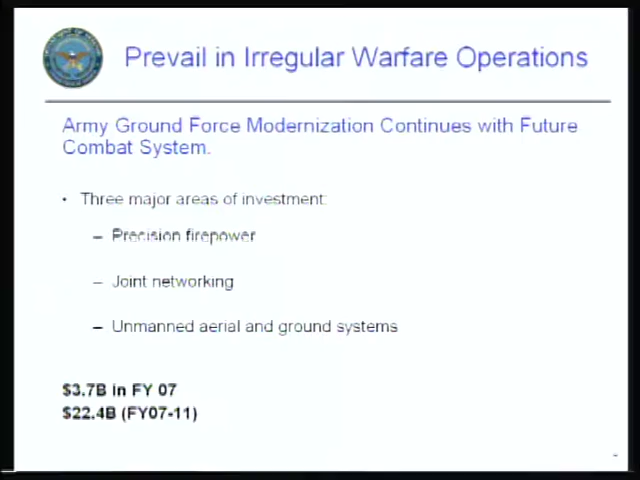 Prevail in Irregular Warfare Operations
Army Ground Force Modernization Continues with Future
Combat System.
• Three major areas of investment:
– Precision firepower
– Joint networking
– Unmanned aerial and ground systems
$3.7B in FY 07
$22.4B (FY07-11)